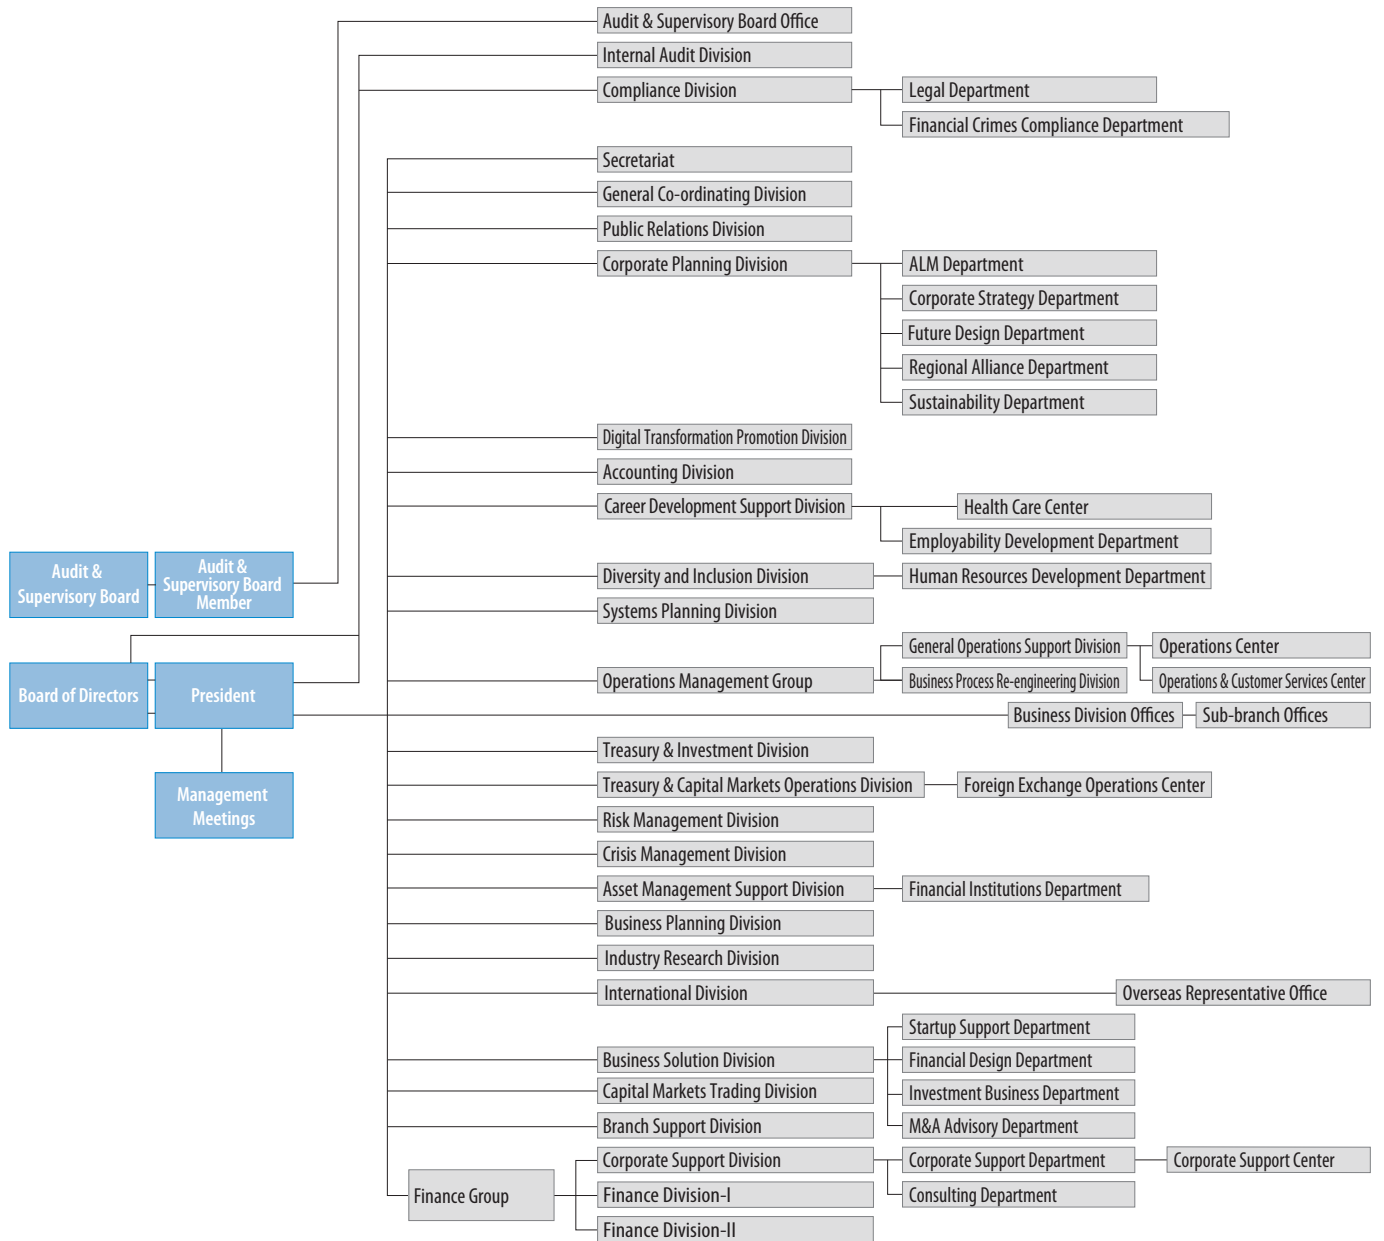 Audit & Supervisory Board Office
Internal Audit Division
Compliance Division
Legal Department
Financial Crimes Compliance Department
Secretariat
General Co-ordinating Division
Public Relations Division
Corporate Planning Division
ALM Department
Corporate Strategy Department
Future Design Department
Regional Alliance Department
Sustainability Department
Digital Transformation Promotion Division
Accounting Division
Career Development Support Division
Health Care Center
Employability Development Department
Audit &
Supervisory Board
Audit &
Supervisory Board
Member
Diversity and Inclusion Division
Human Resources Development Department
Systems Planning Division
Board of Directors
President
Operations Management Group
General Operations Support Division
Operations Center
Business Process Re-engineering Division
Operations & Customer Services Center
Business Division Offices
Sub-branch Offices
Management
Meetings
Treasury & Investment Division
Treasury & Capital Markets Operations Division
Foreign Exchange Operations Center
Risk Management Division
Crisis Management Division
Asset Management Support Division
Financial Institutions Department
Business Planning Division
Industry Research Division
International Division
Overseas Representative Office
Business Solution Division
Startup Support Department
Financial Design Department
Investment Business Department
M&A Advisory Department
Capital Markets Trading Division
Branch Support Division
Finance Group
Corporate Support Division
Corporate Support Department
Corporate Support Center
Consulting Department
Finance Division-I
Finance Division-II